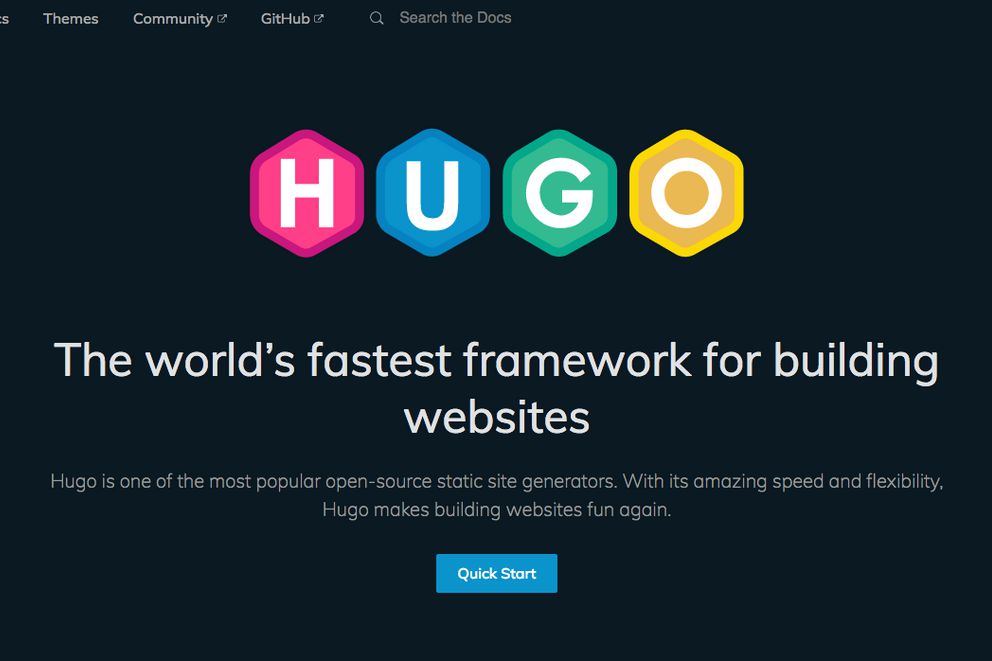 Themes Community GitHub Search the Docs
HUGO
The world’s fastest framework for building
websites
Hugo is one of the most popular open-source static site generators. With its amazing speed and flexibility,
Hugo makes building websites fun again.
Quick Start